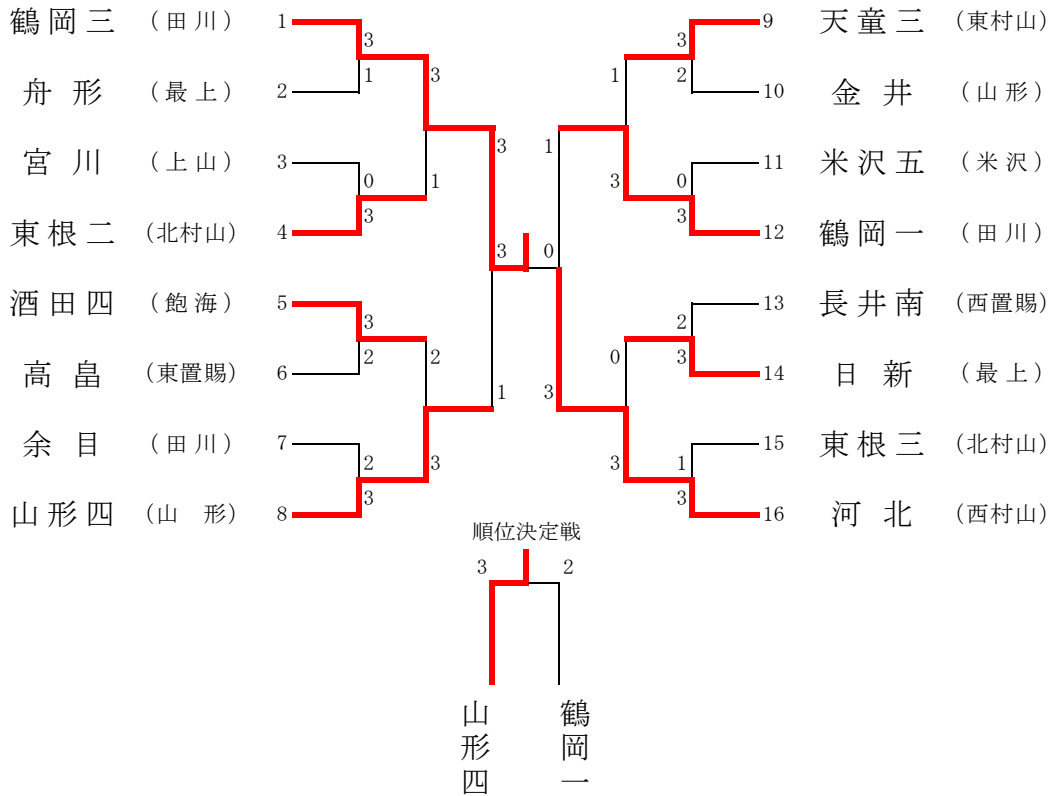 鶴岡三 （田川） 1 3 9 天童三 （東村山）
3
1 3 1 2
舟形 （最上） 2 10 金井 （山形）
3 1
宮川 （上山） 3 11 米沢五 （米沢）
0 1 3 0
3 3
東根二 （北村山） 4 12 鶴岡一 （田川）
3 0
酒田四 （飽海） 5 13 長井南 （西置賜）
3 2
2 2 0 3
高畠 （東置賜） 6 14 日新 （最上）
1 3
余目 （田川） 7 15 東根三 （北村山）
2 3 3 1
3 3
山形四 （山　形） 8 16 河北 （西村山）
順位決定戦
3 2
山形四
鶴岡一